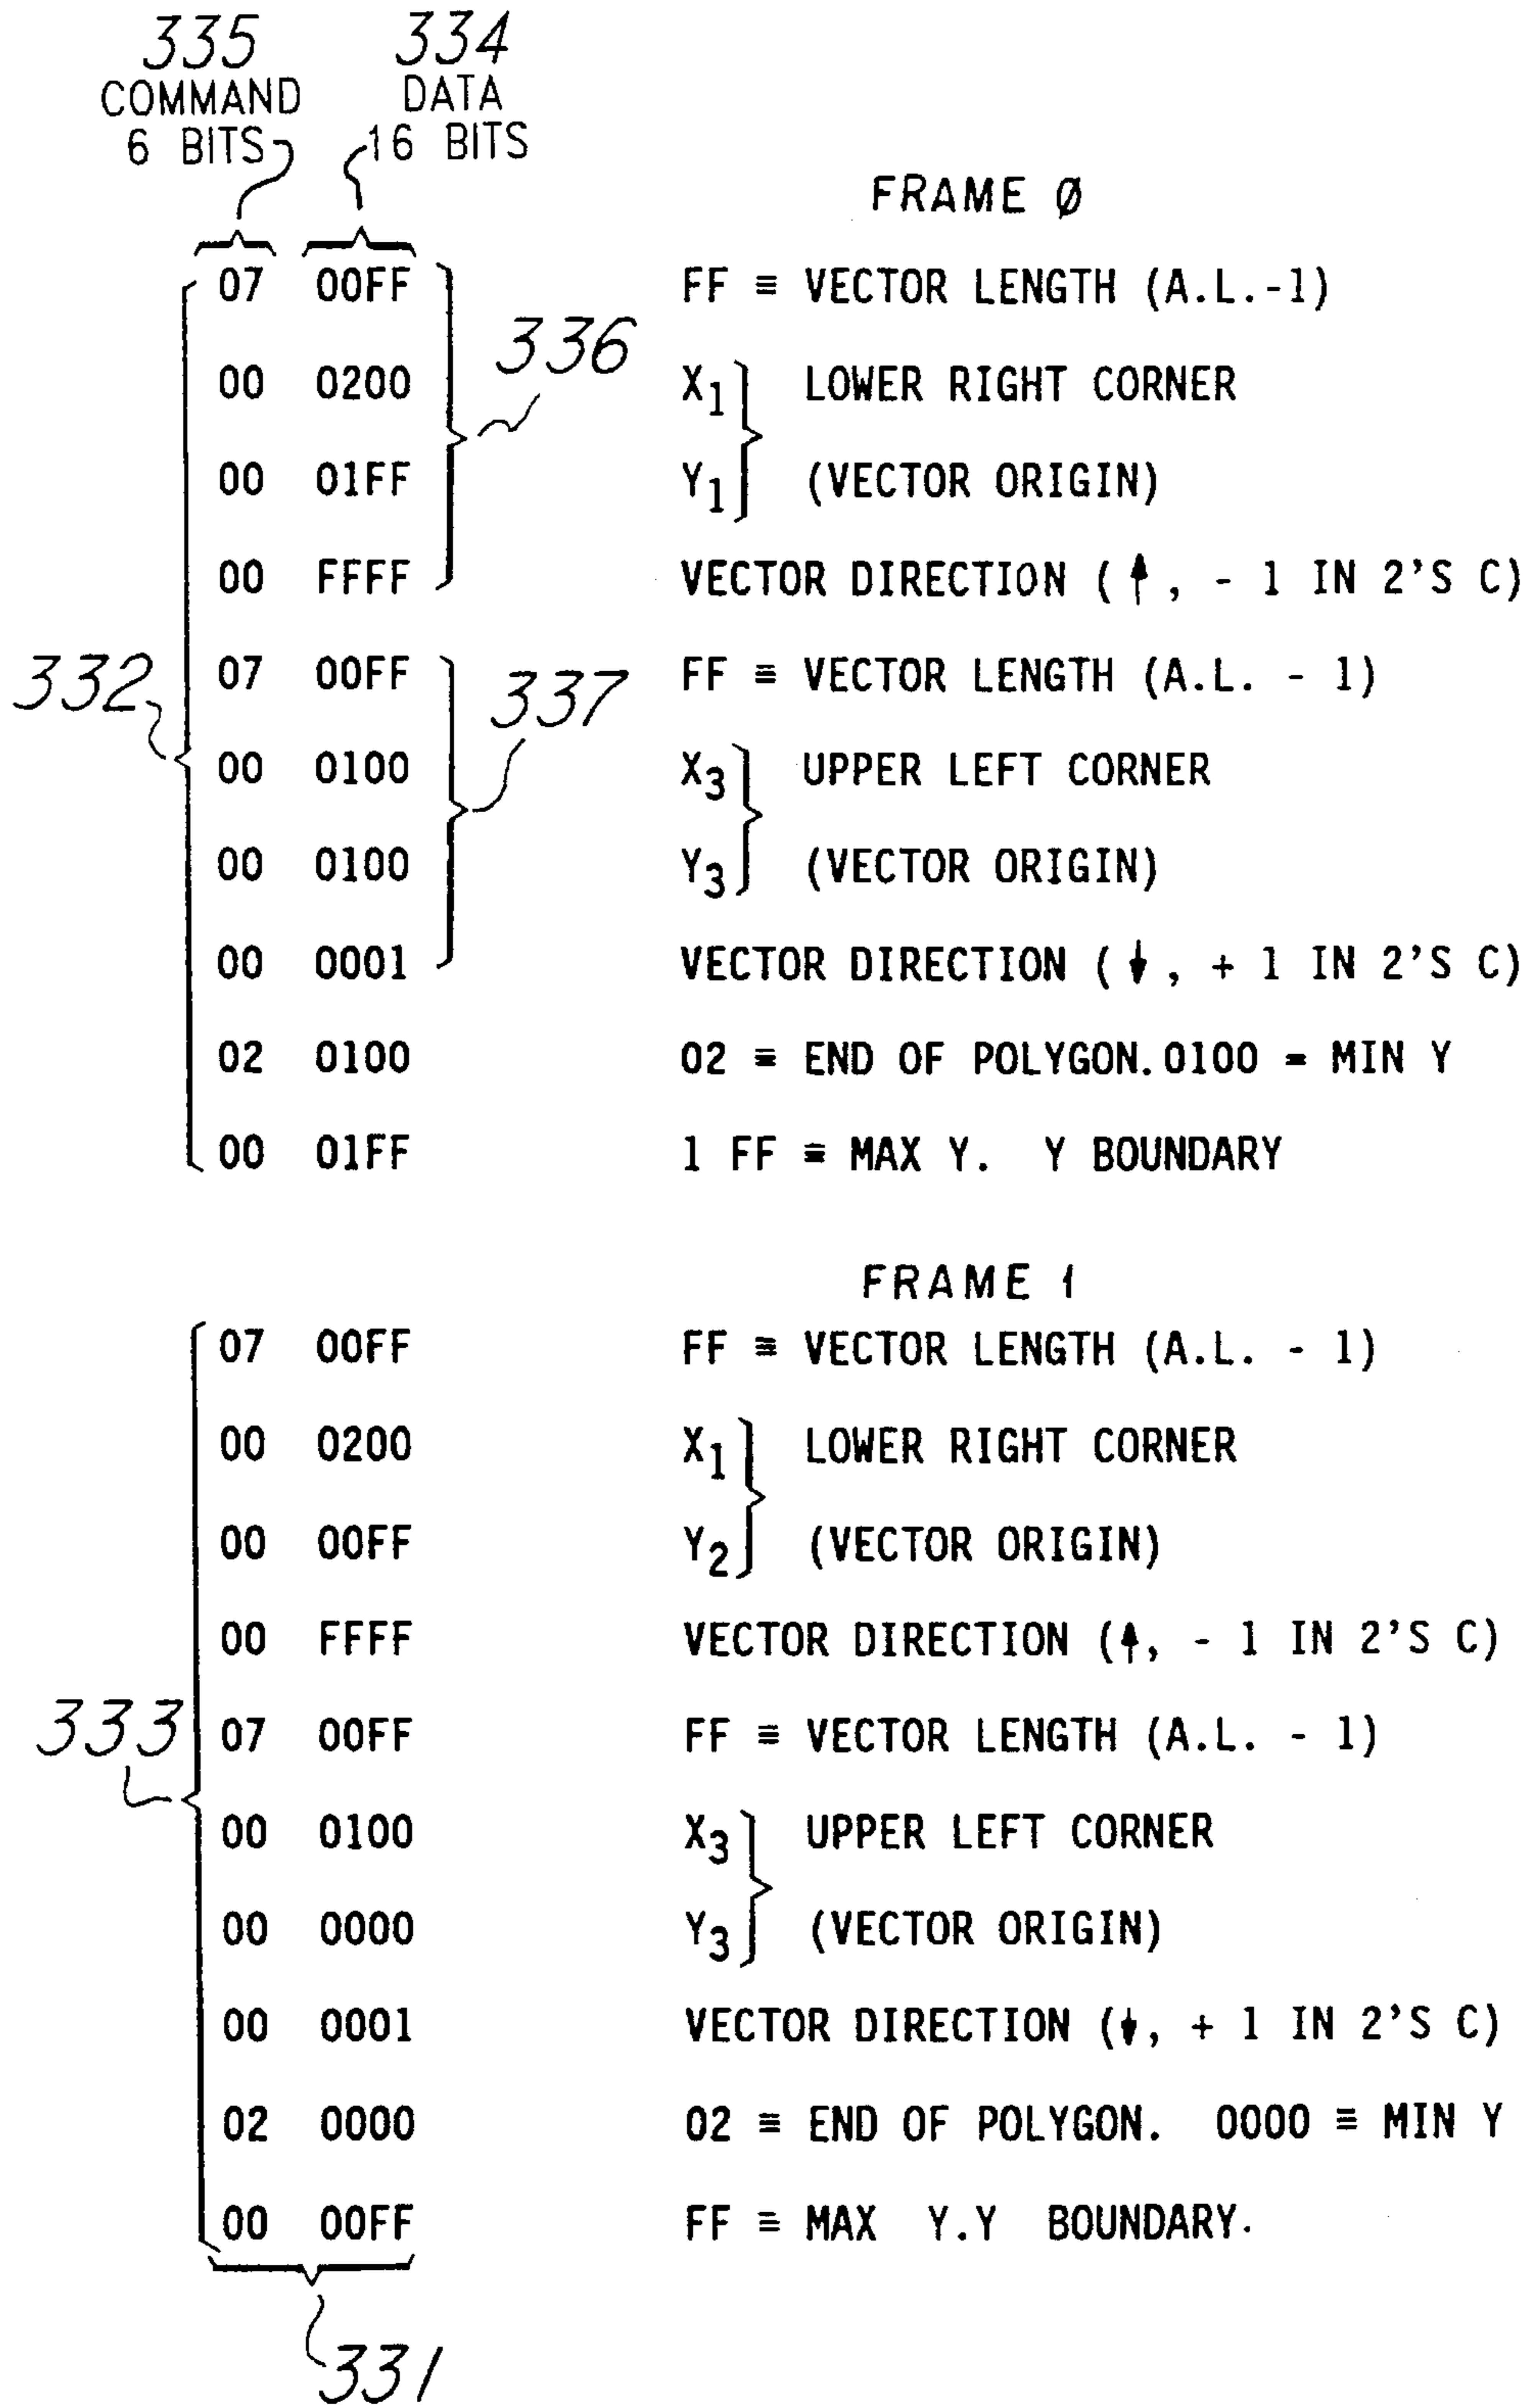 335 334
COMMAND DATA
6 BITS 16 BITS
FRAME Ø
07 00FF FF ≡ VECTOR LENGTH (A.L.-1)
336
00 0200 X1 LOWER RIGHT CORNER
00 01FF Y1 (VECTOR ORIGIN)
00 FFFF VECTOR DIRECTION (↑, - 1 IN 2'S C)
332
07 00FF FF ≡ VECTOR LENGTH (A.L. - 1)
337
00 0100 X3 UPPER LEFT CORNER
00 0100 Y3 (VECTOR ORIGIN)
00 0001 VECTOR DIRECTION (↓, + 1 IN 2'S C)
02 0100 02 ≡ END OF POLYGON.0100 = MIN Y
00 01FF 1 FF ≡ MAX Y. Y BOUNDARY
FRAME 1
07 00FF FF ≡ VECTOR LENGTH (A.L. - 1)
00 0200 X1 LOWER RIGHT CORNER
00 00FF Y2 (VECTOR ORIGIN)
00 FFFF VECTOR DIRECTION (↑, - 1 IN 2'S C)
333
07 00FF FF ≡ VECTOR LENGTH (A.L. - 1)
00 0100 X3 UPPER LEFT CORNER
00 0000 Y3 (VECTOR ORIGIN)
00 0001 VECTOR DIRECTION (↓, + 1 IN 2'S C)
02 0000 02 ≡ END OF POLYGON. 0000 ≡ MIN Y
00 00FF FF ≡ MAX Y.Y BOUNDARY.
331